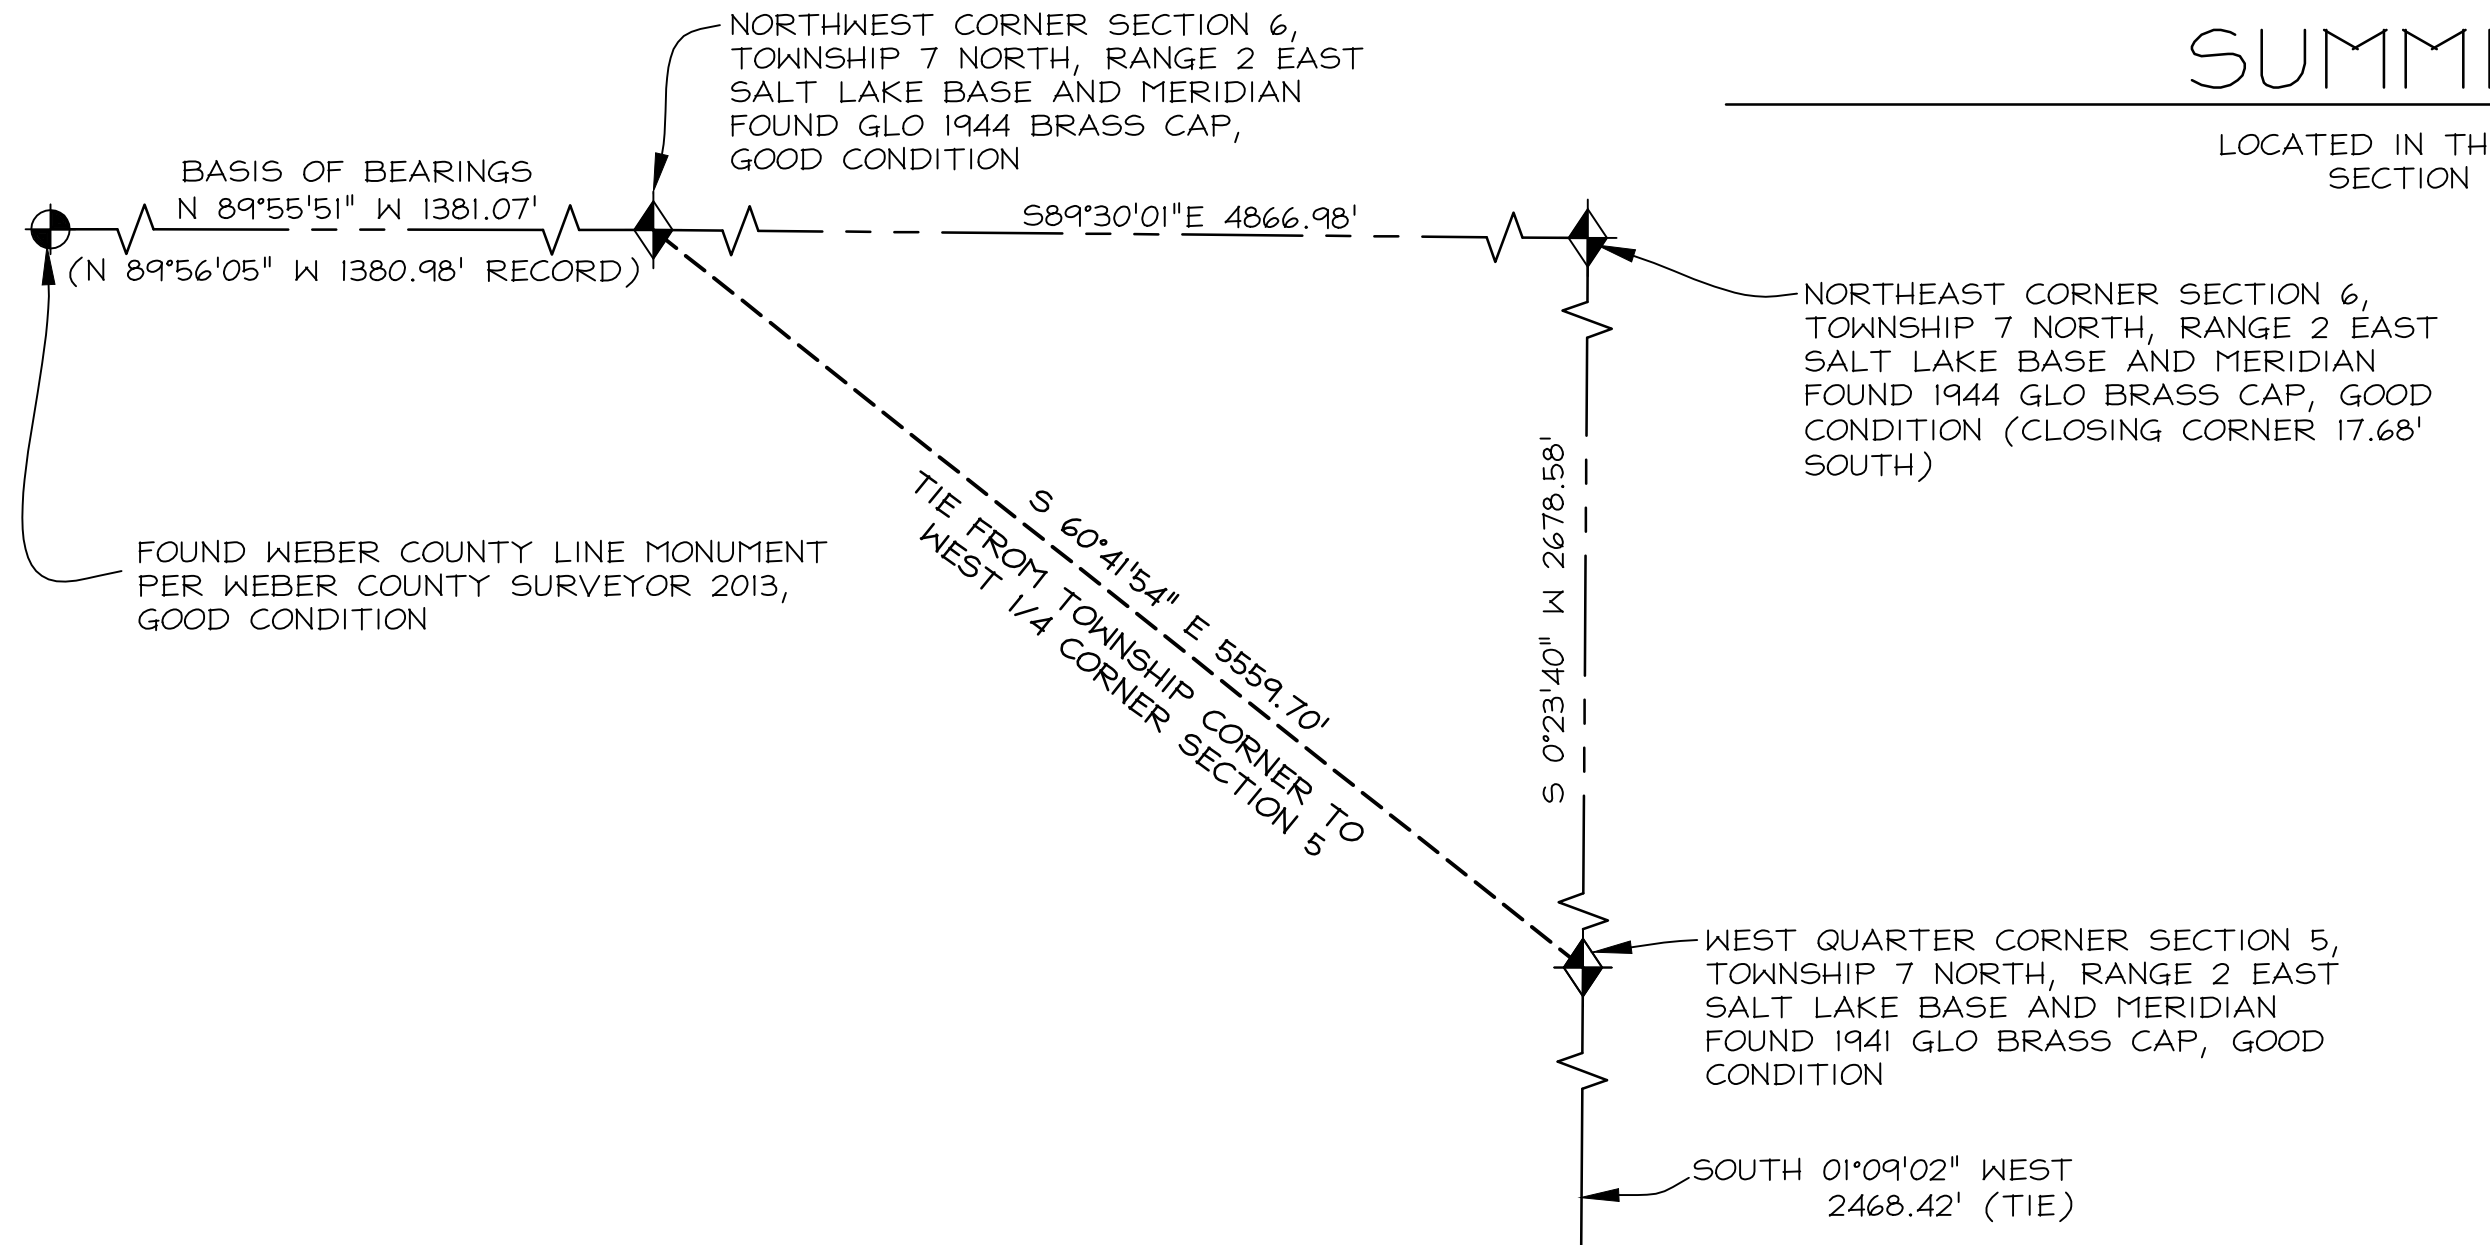 NORTHWEST CORNER SECTION 6,
TOWNSHIP 7 NORTH, RANGE 2 EAST
SALT LAKE BASE AND MERIDIAN
FOUND GLO 1944 BRASS CAP,
GOOD CONDITION
SUMMI
LOCATED IN TH
SECTION
BASIS OF BEARINGS
N 89°55'51" W 1381.07'
(N 89°56'05" W 1380.98' RECORD)
S89°30'01"E 4866.98'
NORTHEAST CORNER SECTION 6,
TOWNSHIP 7 NORTH, RANGE 2 EAST
SALT LAKE BASE AND MERIDIAN
FOUND 1944 GLO BRASS CAP, GOOD
CONDITION (CLOSING CORNER 17.68'
SOUTH)
FOUND WEBER COUNTY LINE MONUMENT
PER WEBER COUNTY SURVEYOR 2013,
GOOD CONDITION
S 60°41'54" E 5559.70'
TIE FROM TOWNSHIP CORNER TO
WEST 1/4 CORNER SECTION 5
S 0°23'40" W 2678.58'
WEST QUARTER CORNER SECTION 5,
TOWNSHIP 7 NORTH, RANGE 2 EAST
SALT LAKE BASE AND MERIDIAN
FOUND 1941 GLO BRASS CAP, GOOD
CONDITION
SOUTH 01°09'02" WEST
2468.42' (TIE)